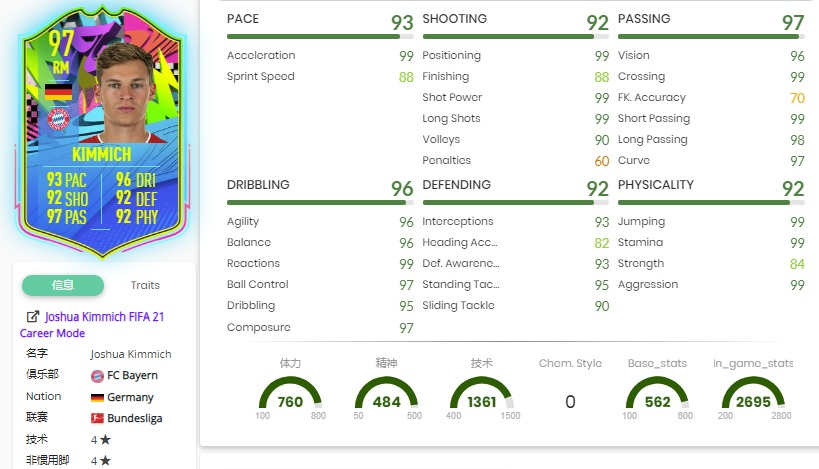 97
RM
KIMMICH
93 PAC 96 DRI
92 SHO 92 DEF
97 PAS 92 PHY
信息 Traits
Joshua Kimmich FIFA 21
Career Mode
名字 Joshua Kimmich
俱乐部 FC Bayern
Nation Germany
联赛 Bundesliga
技术 4 ★
非惯用脚 4 ★
PACE 93
Acceleration 99
Sprint Speed 88
SHOOTING 92
Positioning 99
Finishing 88
Shot Power 99
Long Shots 99
Volleys 90
Penalties 60
PASSING 97
Vision 96
Crossing 99
FK. Accuracy 70
Short Passing 99
Long Passing 98
Curve 97
DRIBBLING 96
Agility 96
Balance 96
Reactions 99
Ball Control 97
Dribbling 95
Composure 97
DEFENDING 92
Interceptions 93
Heading Acc... 82
Def. Awarene... 93
Standing Tac... 95
Sliding Tackle 90
PHYSICALITY 92
Jumping 99
Stamina 99
Strength 84
Aggression 99
体力 精神 技术 Chem. Style Base_stats In_game_stats
760 484 1361 0 562 2695
100 800 50 500 400 1500 100 600 200 2800